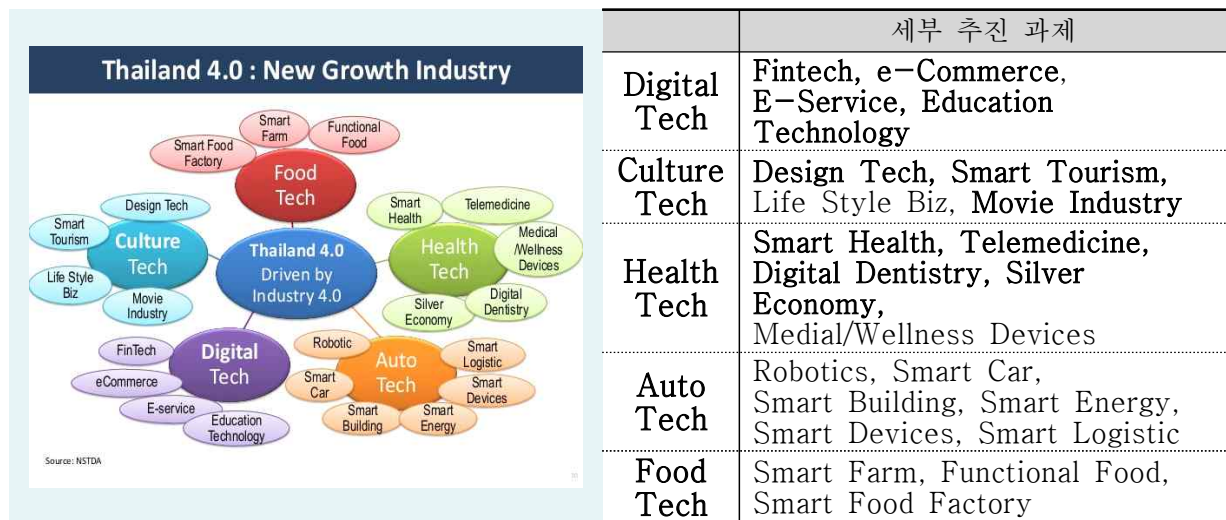 Thailand 4.0 : New Growth Industry
Smart
Farm
Functional
Food
Smart Food
Factory
Food
Tech
Design Tech
Smart
Tourism
Culture
Tech
Life Style
Biz
Movie
Industry
Thailand 4.0
Driven by
Industry 4.0
Smart
Health
Telemedicine
Health
Tech
Medical
/Wellness
Devices
Digital
Dentistry
Silver
Economy
FinTech
Digital
Tech
eCommerce
E-service
Education
Technology
Robotic
Auto
Tech
Smart
Logistic
Smart
Car
Smart
Devices
Smart
Building
Smart
Energy
Source: NSTDA
세부 추진 과제
Digital
Tech
Fintech, e-Commerce,
E-Service, Education
Technology
Culture
Tech
Design Tech, Smart Tourism,
Life Style Biz, Movie Industry
Health
Tech
Smart Health, Telemedicine,
Digital Dentistry, Silver
Economy,
Medial/Wellness Devices
Auto
Tech
Robotics, Smart Car,
Smart Building, Smart Energy,
Smart Devices, Smart Logistic
Food
Tech
Smart Farm, Functional Food,
Smart Food Factory